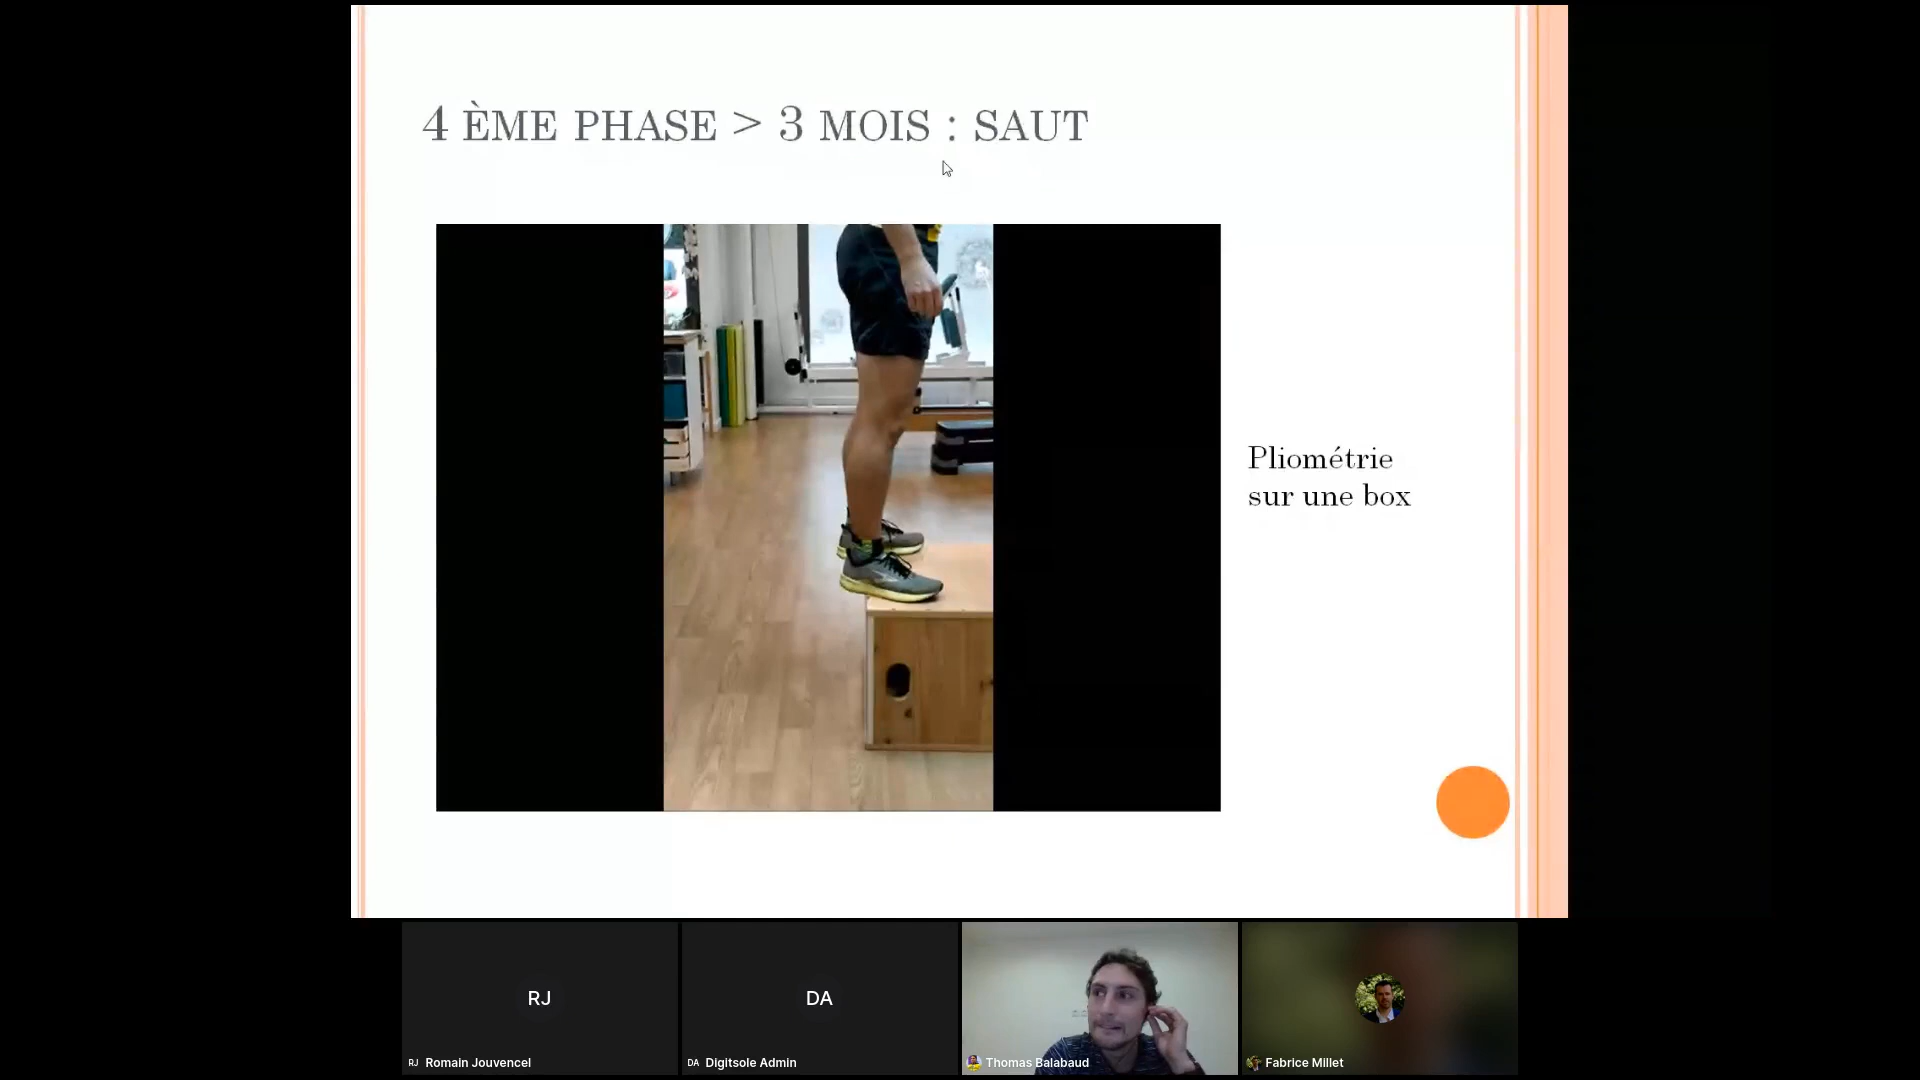 4 ÈME PHASE > 3 MOIS : SAUT
Pliométrie
sur une box
RJ
DA
RJ Romain Jouvencel
DA Digitsole Admin
Thomas Balabaud
Fabrice Millet